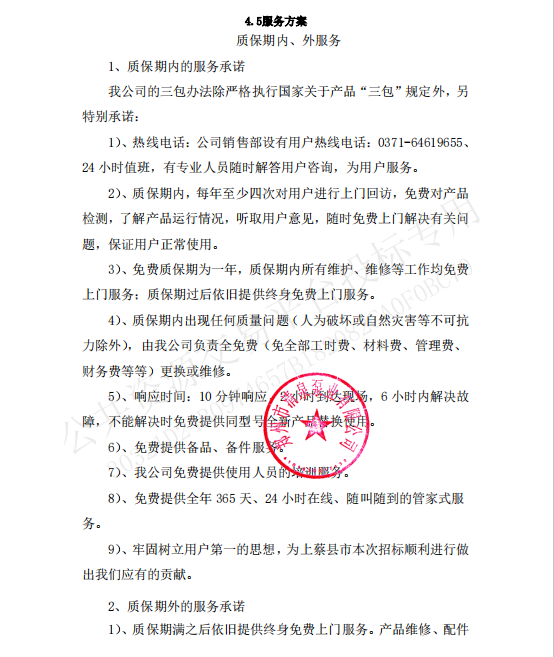 4.5服务方案
质保期内、外服务
1、质保期内的服务承诺
我公司的三包办法除严格执行国家关于产品“三包”规定外，另
特别承诺：
1）、热线电话：公司销售部设有用户热线电话：0371-64619655、
24 小时值班，有专业人员随时解答用户咨询，为用户服务。
2）、质保期内，每年至少四次对用户进行上门回访，免费对产品
检测，了解产品运行情况，听取用户意见，随时免费上门解决有关问
题，保证用户正常使用。
3）、免费质保期为一年，质保期内所有维护、维修等工作均免费
上门服务；质保期过后依旧提供终身免费上门服务。
4）、质保期内出现任何质量问题（人为破坏或自然灾害等不可抗
力除外），由我公司负责全免费（免全部工时费、材料费、管理费、
财务费等等）更换或维修。
5）、响应时间：10 分钟响应，2 小时到达现场，6 小时内解决故
障，不能解决时免费提供同型号全新产品替换使用。
6）、免费提供备品、备件服务。
7）、我公司免费提供使用人员的培训服务。
8）、免费提供全年 365 天、24 小时在线、随叫随到的管家式服
务。
9）、牢固树立用户第一的思想，为上蔡县市本次招标顺利进行做
出我们应有的贡献。
2、质保期外的服务承诺
1）、质保期满之后依旧提供终身免费上门服务。产品维修、配件
公共资源交易平台投标专用